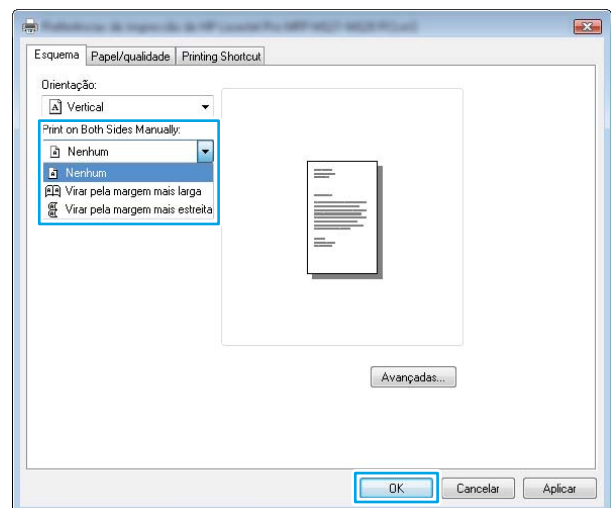 Esquema Papel/qualidade Printing Shortcut
Orientação:
Vertical
Print on Both Sides Manually:
Nenhum
Nenhum
Virar pela margem mais larga
Virar pela margem mais estreita
Avançadas...
OK Cancelar Aplicar